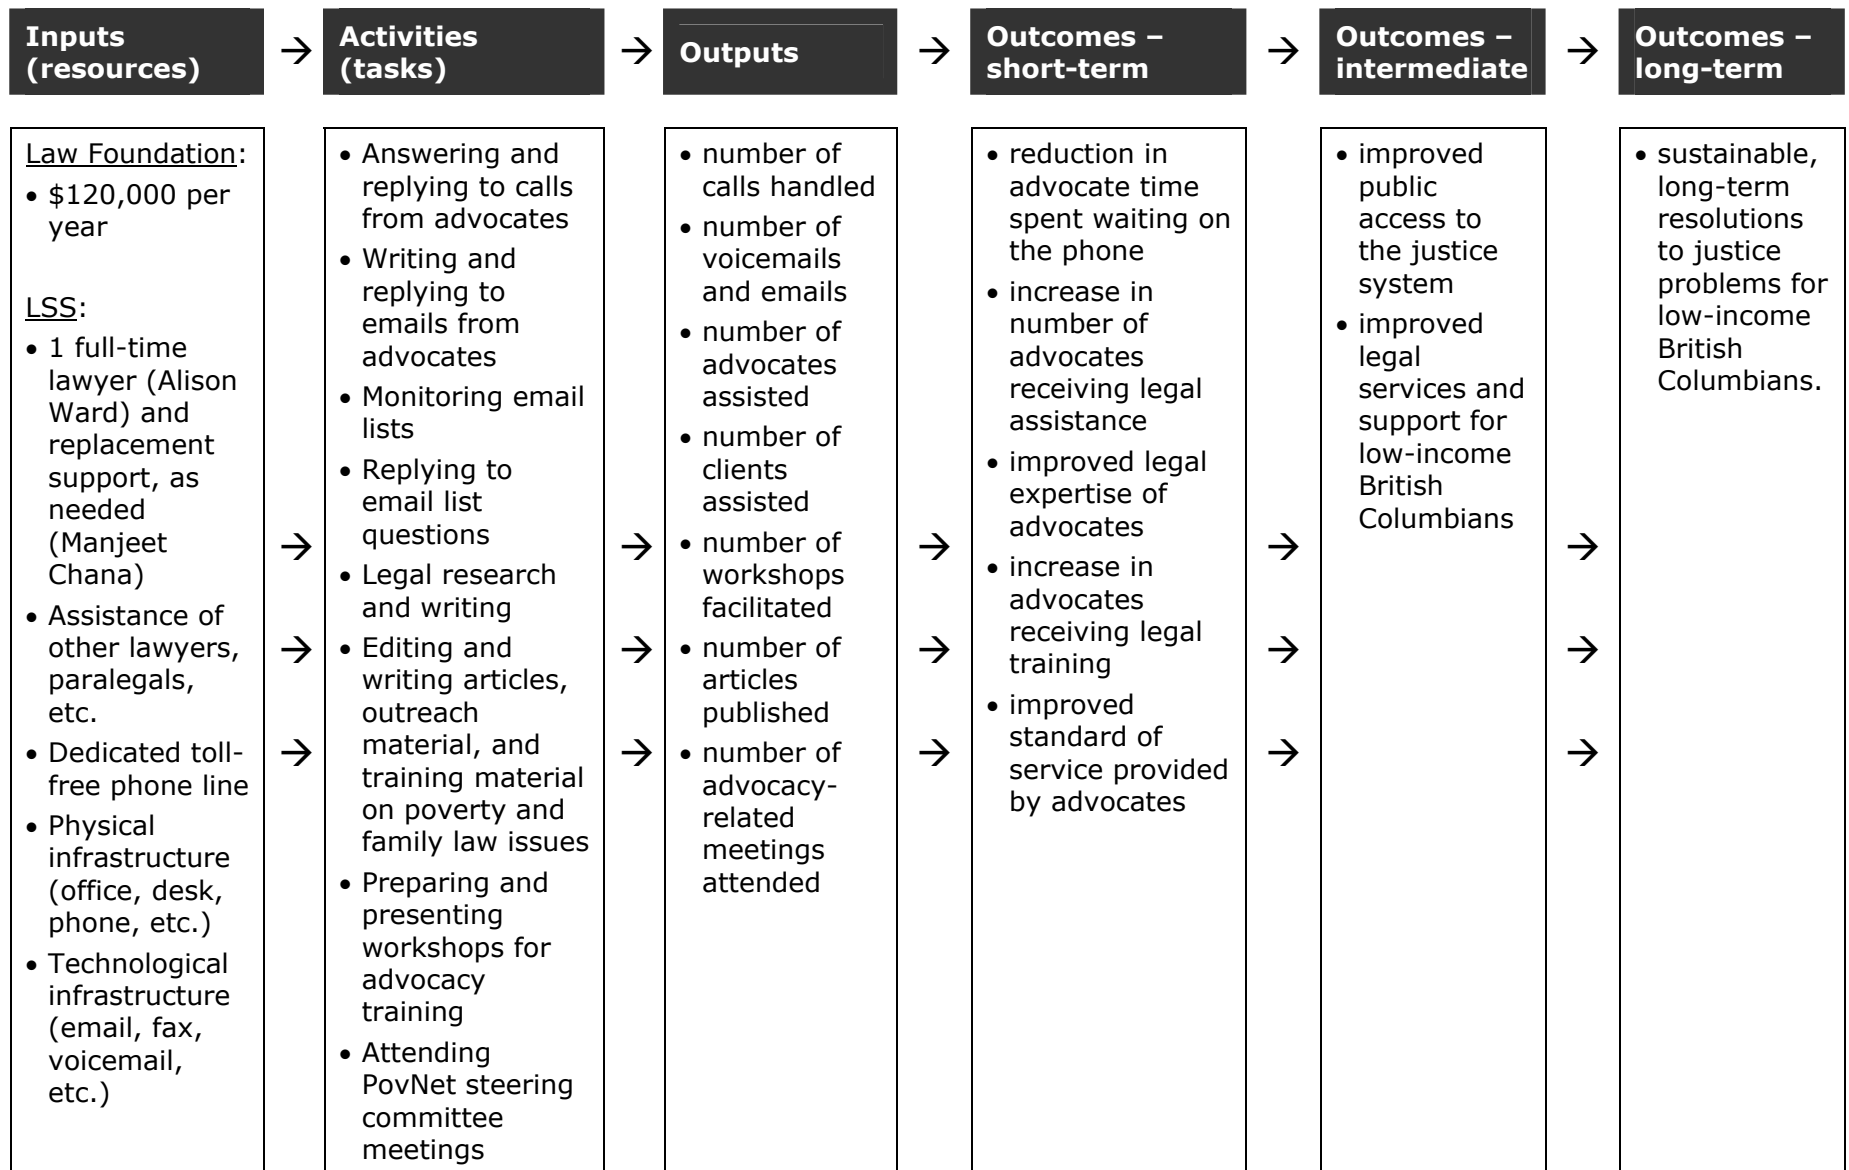 Inputs
(resources)
→
Activities
(tasks)
→
Outputs
→
Outcomes –
short-term
→
Outcomes –
intermediate
→
Outcomes –
long-term
Law Foundation:
• $120,000 per
year
LSS:
• 1 full-time
lawyer (Alison
Ward) and
replacement
support, as
needed
(Manjeet
Chana)
• Assistance of
other lawyers,
paralegals,
etc.
• Dedicated toll-
free phone line
• Physical
infrastructure
(office, desk,
phone, etc.)
• Technological
infrastructure
(email, fax,
voicemail,
etc.)
→
→
→
• Answering and
replying to calls
from advocates
• Writing and
replying to
emails from
advocates
• Monitoring email
lists
• Replying to
email list
questions
• Legal research
and writing
• Editing and
writing articles,
outreach
material, and
training material
on poverty and
family law issues
• Preparing and
presenting
workshops for
advocacy
training
• Attending
PovNet steering
committee
meetings
→
→
→
• number of
calls handled
• number of
voicemails
and emails
• number of
advocates
assisted
• number of
clients
assisted
• number of
workshops
facilitated
• number of
articles
published
• number of
advocacy-
related
meetings
attended
→
→
→
• reduction in
advocate time
spent waiting on
the phone
• increase in
number of
advocates
receiving legal
assistance
• improved legal
expertise of
advocates
• increase in
advocates
receiving legal
training
• improved
standard of
service provided
by advocates
→
→
→
• improved
public
access to
the justice
system
• improved
legal
services and
support for
low-income
British
Columbians
→
→
→
• sustainable,
long-term
resolutions
to justice
problems for
low-income
British
Columbians.